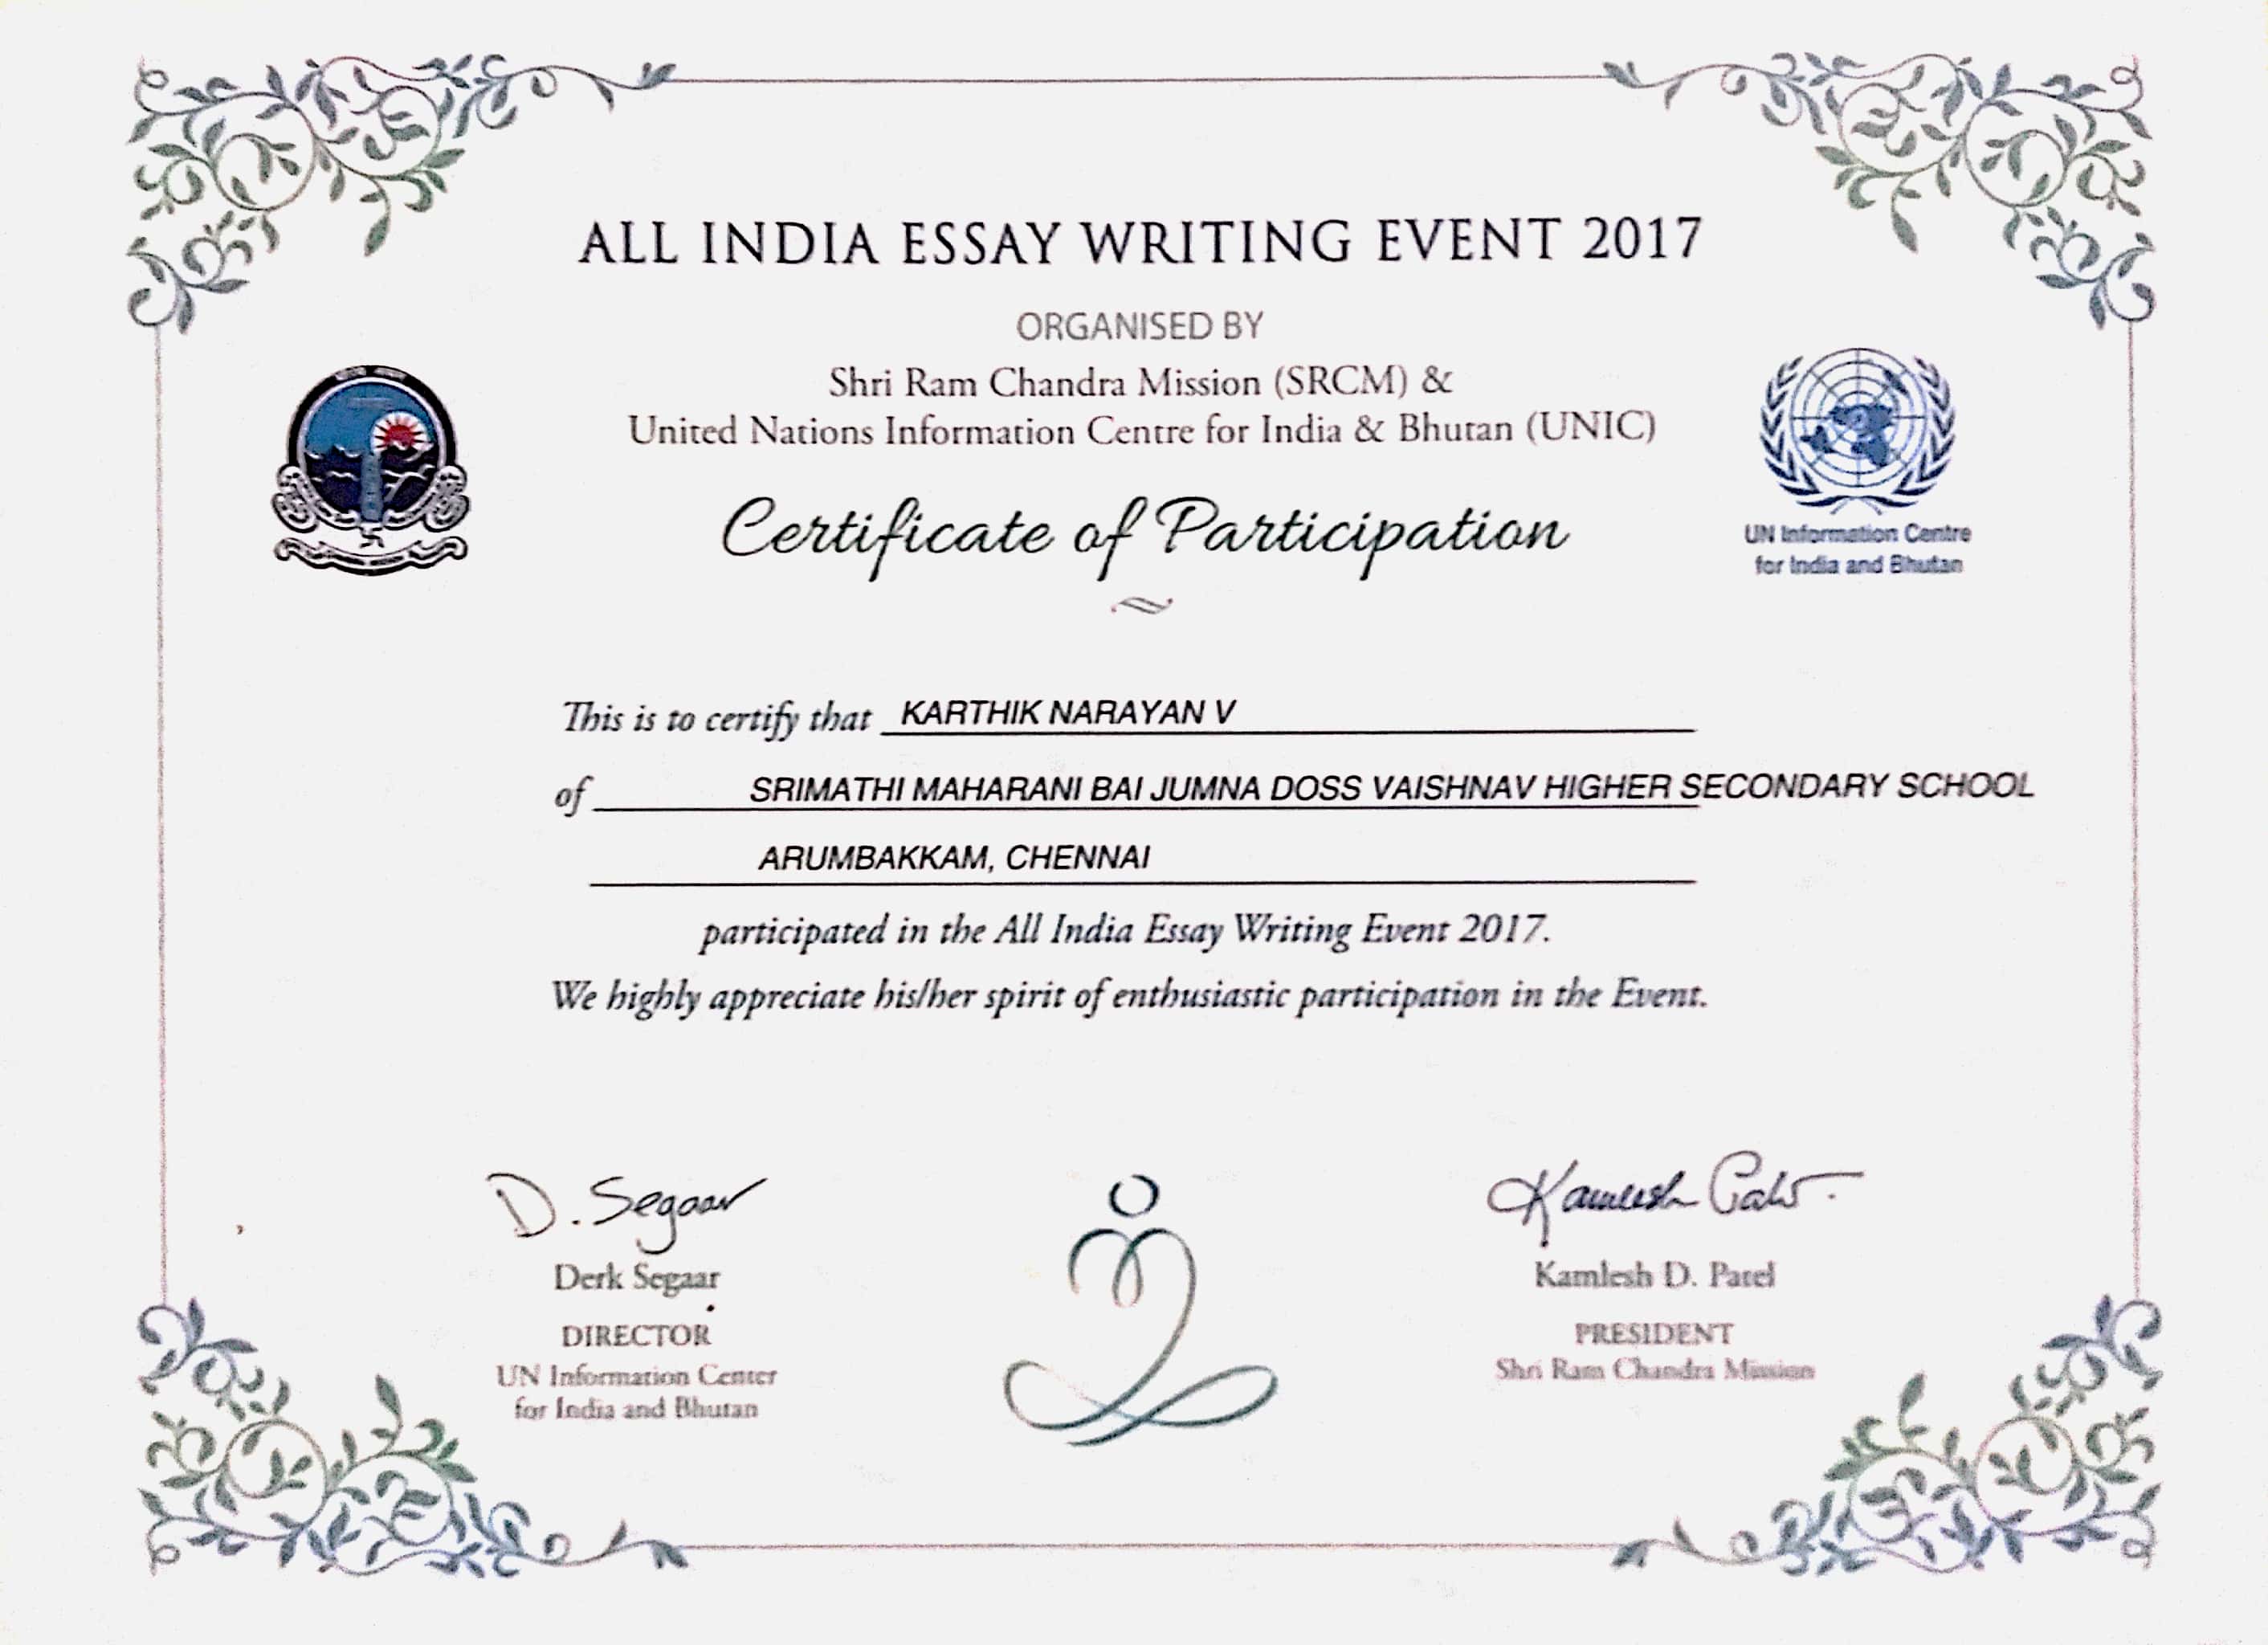 ALL INDIA ESSAY WRITING EVENT 2017
ORGANISED BY
Shri Ram Chandra Mission (SRCM) &
United Nations Information Centre for India & Bhutan (UNIC)
Certificate of Participation
UN Information Centre
for India and Bhutan
This is to certify that KARTHIK NARAYAN V
of SRIMATHI MAHARANI BAI JUMNA DOSS VAISHNAV HIGHER SECONDARY SCHOOL
ARUMBAKKAM, CHENNAI
participated in the All India Essay Writing Event 2017.
We highly appreciate his/her spirit of enthusiastic participation in the Event.
D. Segaar
Derk Segaar
DIRECTOR
UN Information Center
for India and Bhutan
Kamlesh Patel
Kamlesh D. Patel
PRESIDENT
Shri Ram Chandra Mission